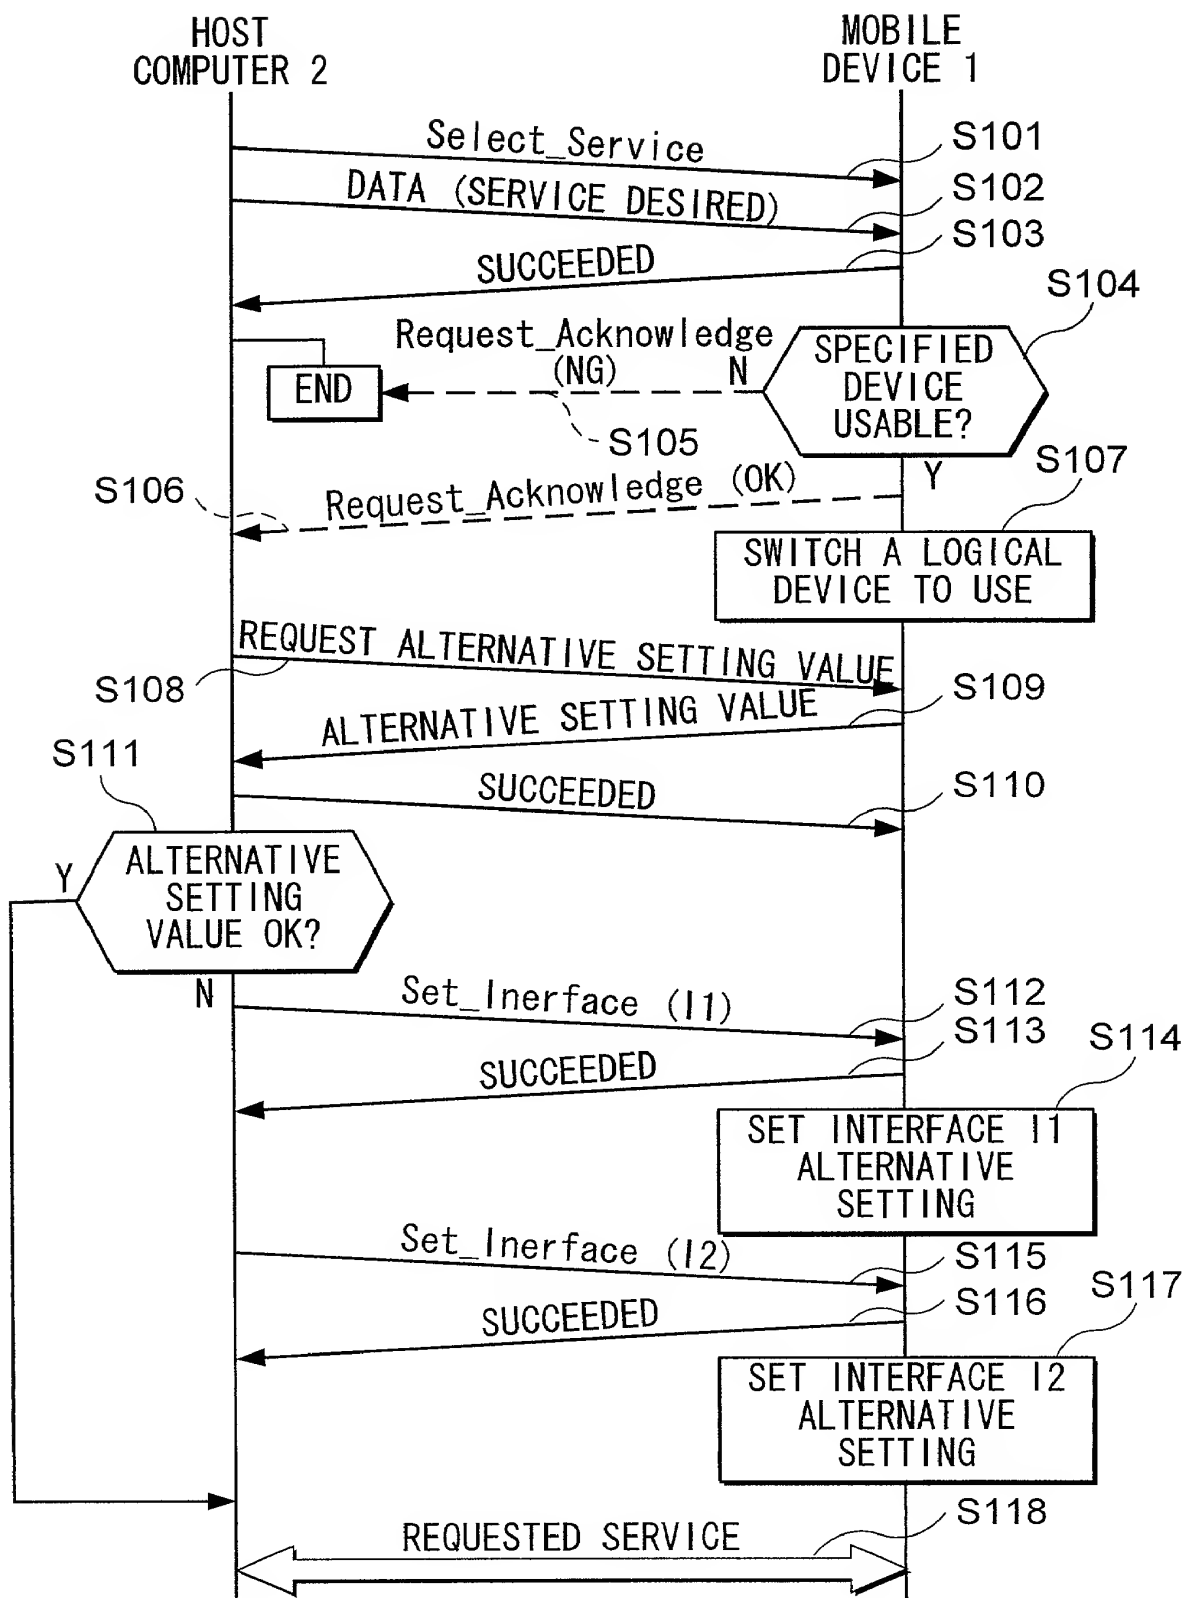 HOST
COMPUTER 2
MOBILE
DEVICE 1
Select_Service
S101
DATA (SERVICE DESIRED)
S102
SUCCEEDED
S103
S104
Request_Acknowledge
(NG)
N
SPECIFIED
DEVICE
USABLE?
END
S105
Y
S107
S106
Request_Acknowledge (OK)
SWITCH A LOGICAL
DEVICE TO USE
REQUEST ALTERNATIVE SETTING VALUE
S108
S109
ALTERNATIVE SETTING VALUE
S111
SUCCEEDED
S110
Y
ALTERNATIVE
SETTING
VALUE OK?
N
Set_Inerface (I1)
S112
S113
SUCCEEDED
S114
SET INTERFACE I1
ALTERNATIVE
SETTING
Set_Inerface (I2)
S115
S116
SUCCEEDED
S117
SET INTERFACE I2
ALTERNATIVE
SETTING
S118
REQUESTED SERVICE